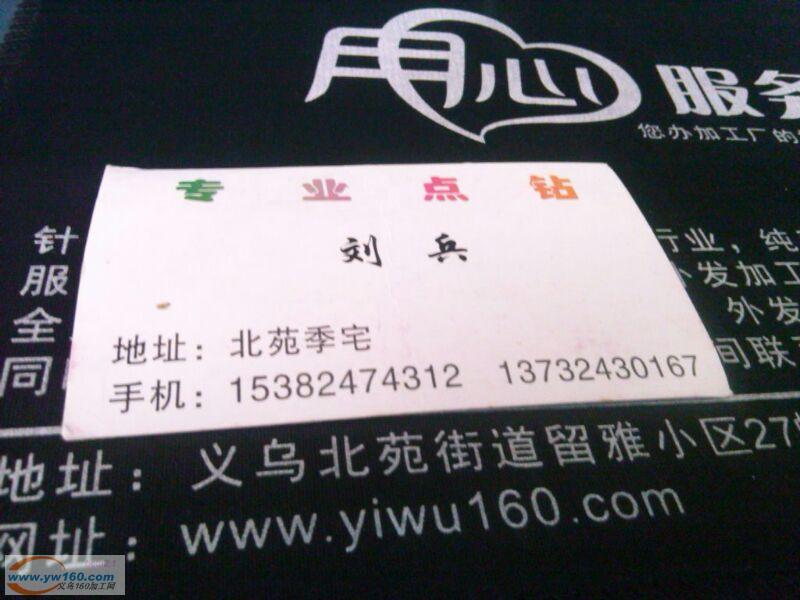 用心服务
您办加工厂的
专业点钻
刘兵
针
行业，纯
服
外发加工
全
外发
同
间联系
地址：北苑季宅
手机：15382474312 13732430167
地址：义乌北苑街道留雅小区27
网址：www.yiwu160.com
www.yw160.com
义乌160加工网